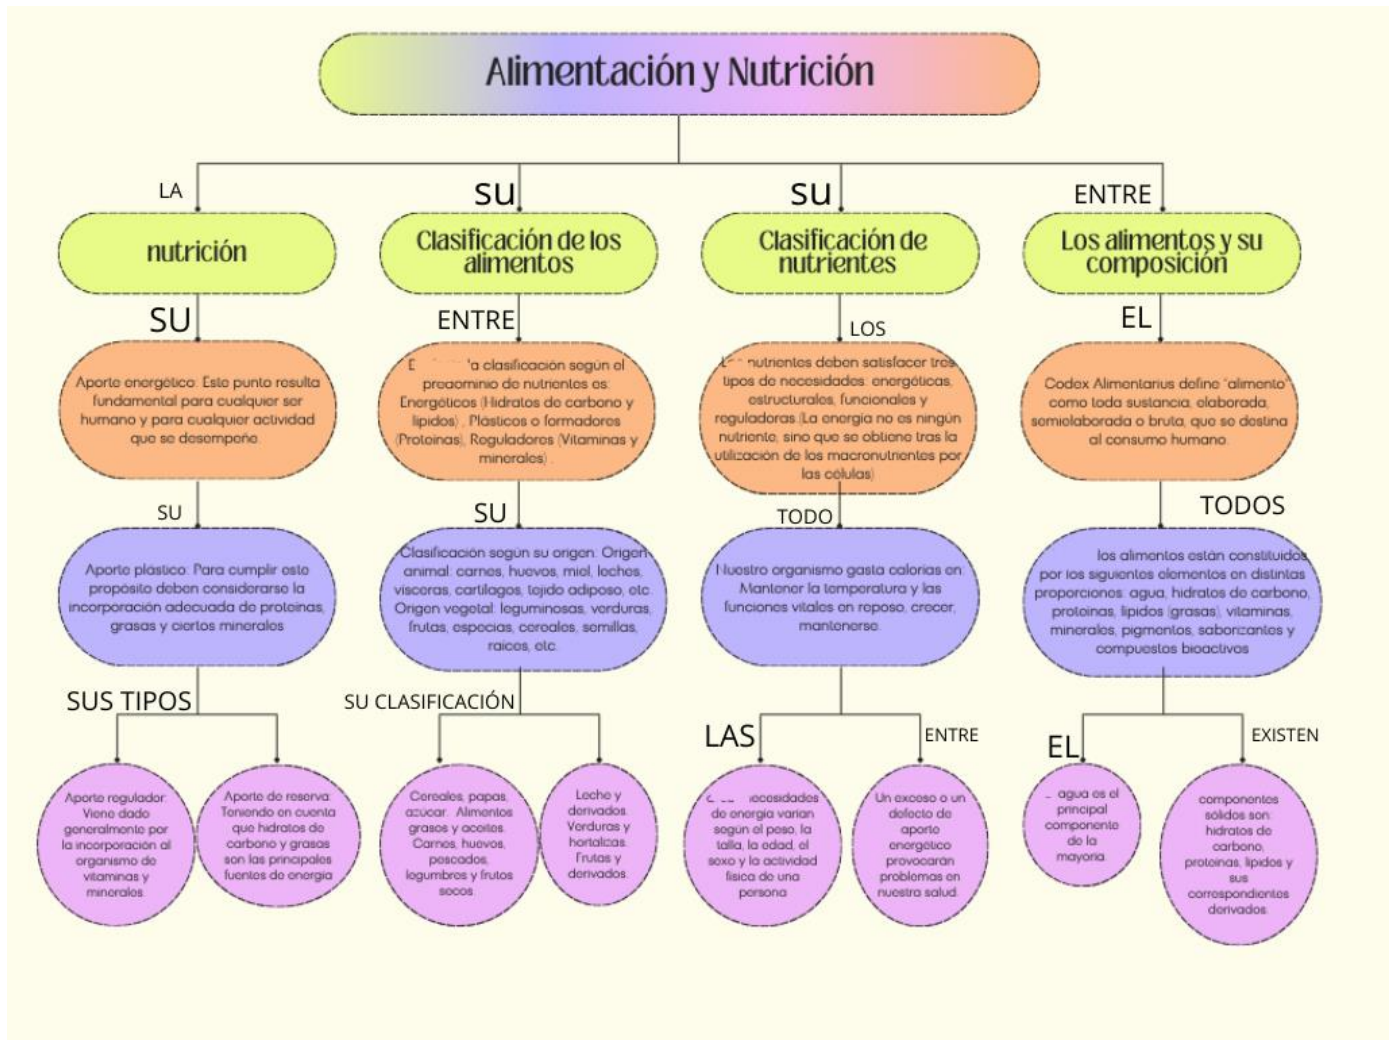 Alimentación y Nutrición
LA
nutrición
SU
Aporte energético: Este punto resulta
fundamental para cualquier ser
humano y para cualquier actividad
que se desempeñe.
SU
Aporte plástico: Para cumplir este
propósito deben considerarse la
incorporación adecuada de proteinas,
grasas y ciertos minerales
SUS TIPOS
Aporte regulador:
Viene dado
generalmente por
la incorporación al
organismo de
vitaminas y
minerales.
Aporte de reserva:
Teniendo en cuenta
que hidratos de
carbono y grasas
son las principales
fuentes de energia
su
Clasificación de los
alimentos
ENTRE
la clasificación según el
predominio de nutrientes es:
Energéticos (Hidratos de carbono y
lipidos) , Plásticos o formadores
(Proteinas), Reguladores (Vitaminas y
minerales) .
SU
Clasificación según su origen: Origen
animal: carnes, huevos, miel, leches,
visceras, cartílagos, tejido adiposo, etc.
Origen vegetal: leguminosas, verduras,
frutas, especias, cereales, semillas,
raíces, etc.
SU CLASIFICACIÓN
Cereales, papas,
azúcar. Alimentos
grasos y aceites.
Carnes, huevos,
pescados,
legumbres y frutos
secos.
Leche y
derivados.
Verduras y
hortalizas.
Frutas y
derivados.
su
Clasificación de
nutrientes
LOS
nutrientes deben satisfacer tres
tipos de necesidades: energéticas,
estructurales, funcionales y
reguladoras.(La energía no es ningún
nutriente, sino que se obtiene tras la
utilización de los macronutrientes por
las células)
TODO
Nuestro organismo gasta calorías en:
Mantener la temperatura y las
funciones vitales en reposo, crecer,
mantenerse.
LAS
necesidades
de energía varían
según el peso, la
talla, la edad, el
sexo y la actividad
física de una
persona
ENTRE
Un exceso o un
defecto de
aporte
energético
provocarán
problemas en
nuestra salud.
ENTRE
Los alimentos y su
composición
EL
Codex Alimentarius define "alimento"
como toda sustancia, elaborada,
semielaborada o bruta, que se destina
al consumo humano.
TODOS
los alimentos están constituidos
por los siguientes elementos en distintas
proporciones: agua, hidratos de carbono,
proteinas, lipidos (grasas), vitaminas,
minerales, pigmentos, saborizantes y
compuestos bioactivos
EL
agua es el
principal
componente
de la
mayoria.
EXISTEN
componentes
sólidos son:
hidratos de
carbono,
proteinas, lipidos y
sus
correspondientes
derivados.